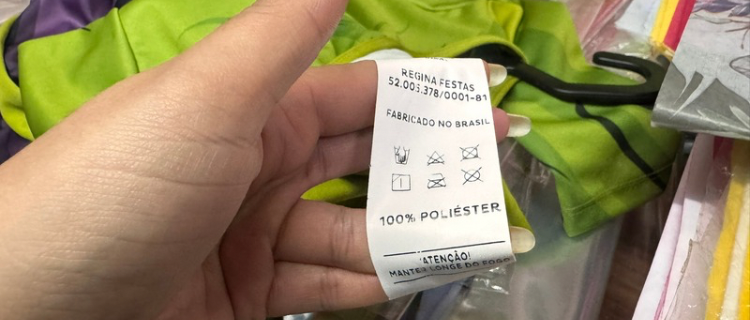 REGINA FESTAS
52.003.378/0001-81
FABRICADO NO BRASIL
100% POLIÉSTER
ATENÇÃO!
MANTER LONGE DO FOGO